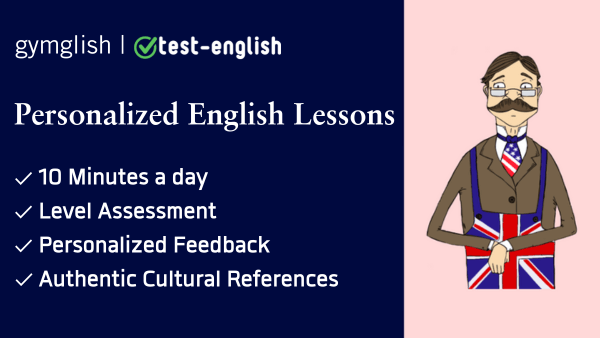 gymglish | test-english
Personalized English Lessons
✓ 10 Minutes a day
✓ Level Assessment
✓ Personalized Feedback
✓ Authentic Cultural References